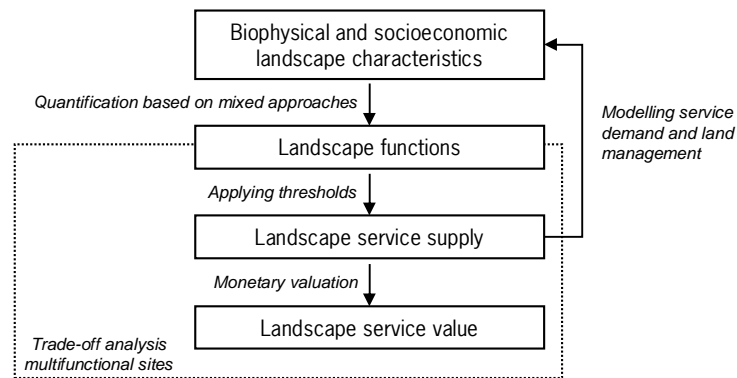 Biophysical and socioeconomic
landscape characteristics
Quantification based on mixed approaches
Modelling service
demand and land
management
Landscape functions
Applying thresholds
Landscape service supply
Monetary valuation
Landscape service value
Trade-off analysis
multifunctional sites